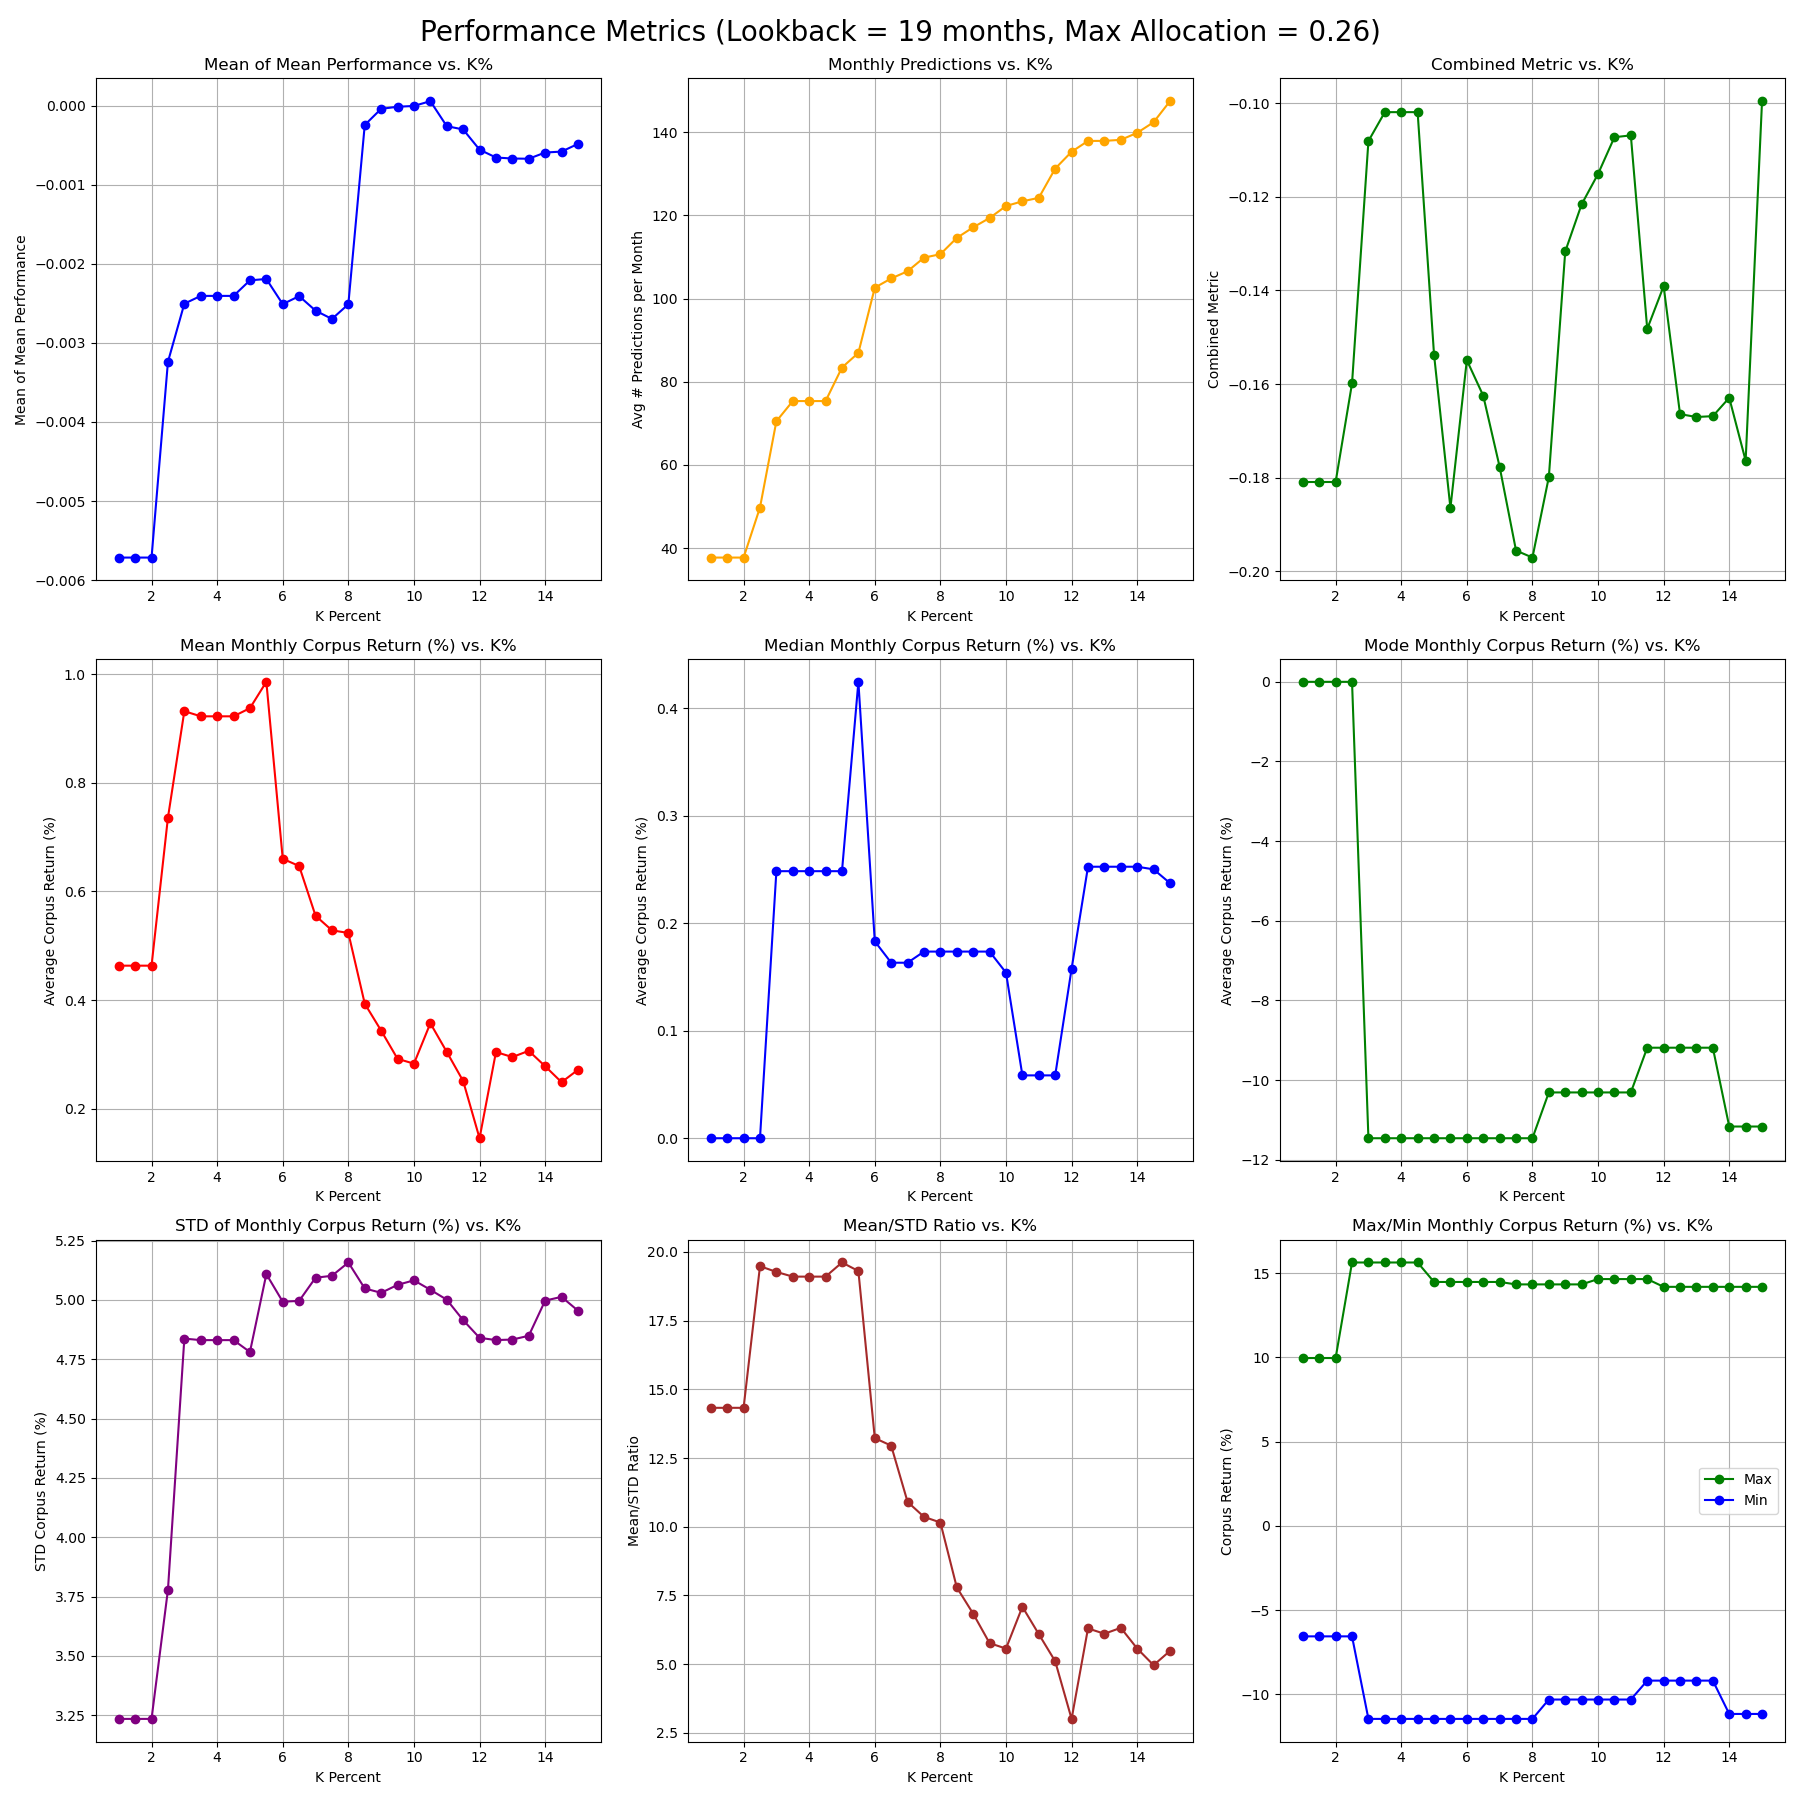 Performance Metrics (Lookback = 19 months, Max Allocation = 0.26)
Mean of Mean Performance vs. K%
Mean of Mean Performance
0.000
−0.001
−0.002
−0.003
−0.004
−0.005
−0.006
2 4 6 8 10 12 14
K Percent
Monthly Predictions vs. K%
Avg # Predictions per Month
140
120
100
80
60
40
2 4 6 8 10 12 14
K Percent
Combined Metric vs. K%
Combined Metric
−0.10
−0.12
−0.14
−0.16
−0.18
−0.20
2 4 6 8 10 12 14
K Percent
Mean Monthly Corpus Return (%) vs. K%
Average Corpus Return (%)
1.0
0.8
0.6
0.4
0.2
2 4 6 8 10 12 14
K Percent
Median Monthly Corpus Return (%) vs. K%
Average Corpus Return (%)
0.4
0.3
0.2
0.1
0.0
2 4 6 8 10 12 14
K Percent
Mode Monthly Corpus Return (%) vs. K%
Average Corpus Return (%)
0
−2
−4
−6
−8
−10
−12
2 4 6 8 10 12 14
K Percent
STD of Monthly Corpus Return (%) vs. K%
STD Corpus Return (%)
5.25
5.00
4.75
4.50
4.25
4.00
3.75
3.50
3.25
2 4 6 8 10 12 14
K Percent
Mean/STD Ratio vs. K%
Mean/STD Ratio
20.0
17.5
15.0
12.5
10.0
7.5
5.0
2.5
2 4 6 8 10 12 14
K Percent
Max/Min Monthly Corpus Return (%) vs. K%
Corpus Return (%)
15
10
5
0
−5
−10
Max
Min
2 4 6 8 10 12 14
K Percent